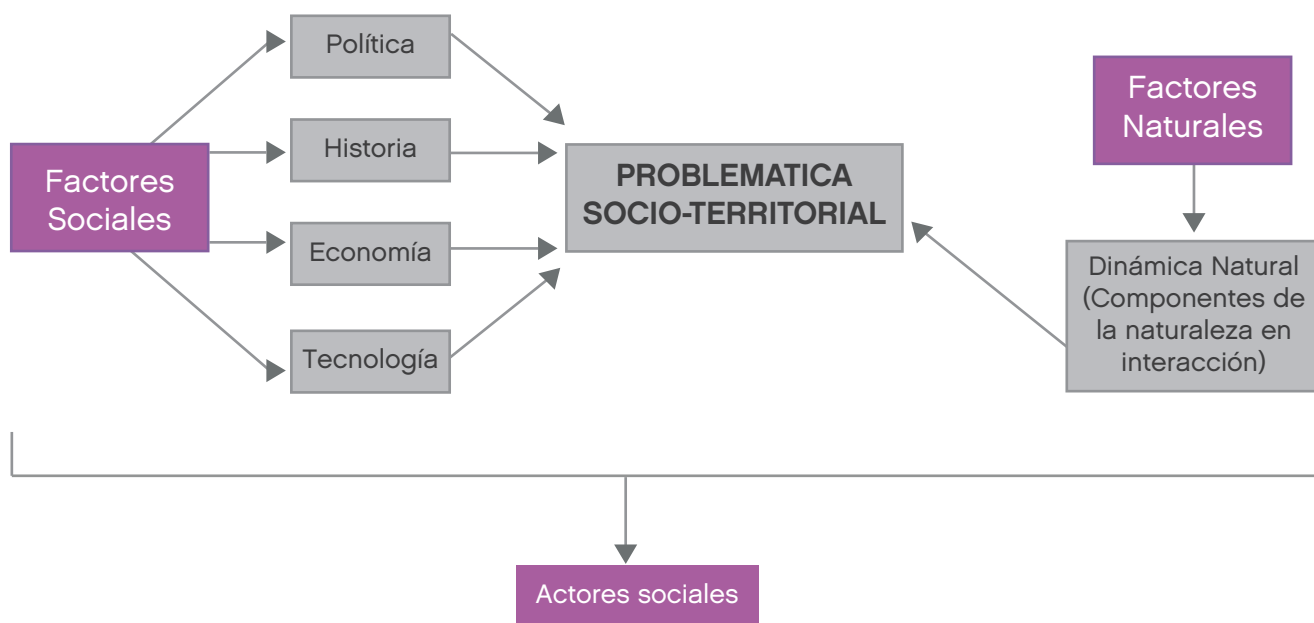 Factores
Sociales
Política
Historia
Economía
Tecnología
PROBLEMATICA
SOCIO-TERRITORIAL
Factores
Naturales
Dinámica Natural
(Componentes de
la naturaleza en
interacción)
Actores sociales